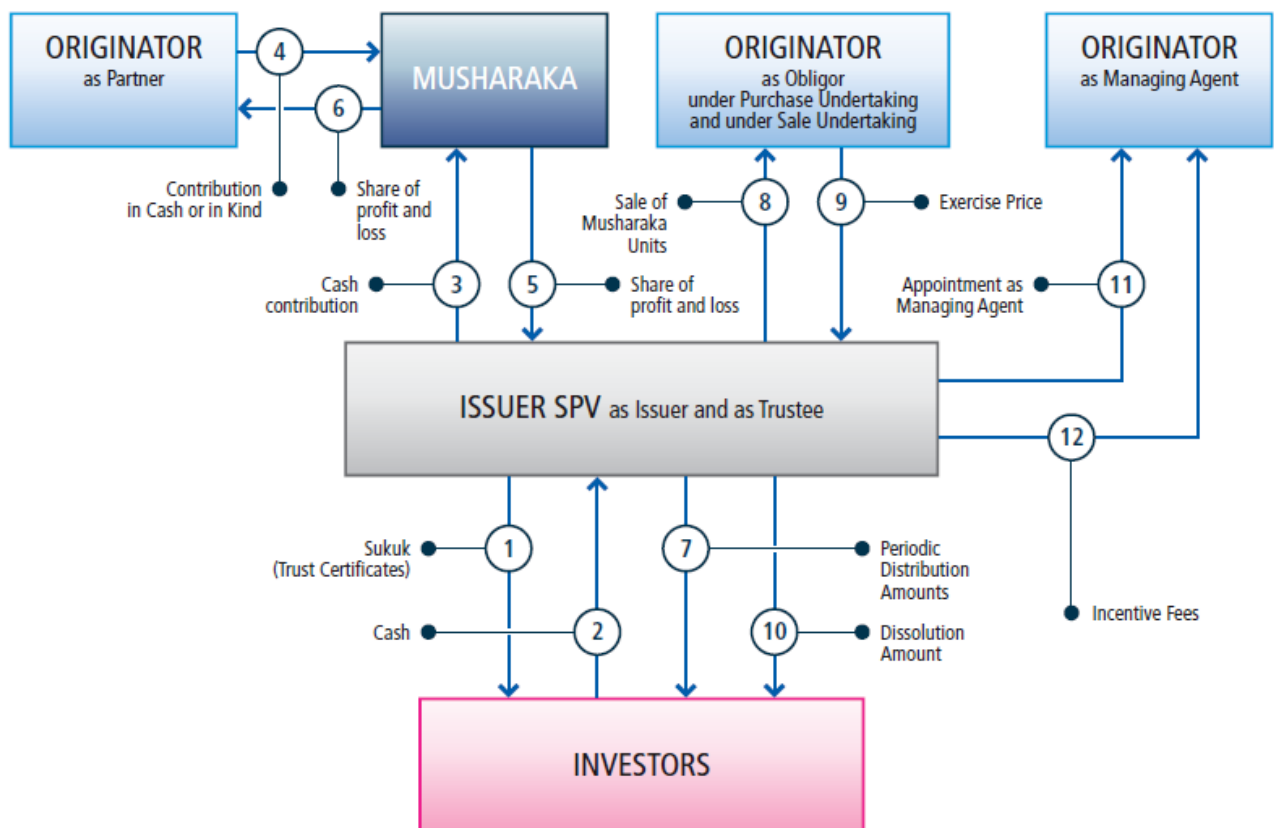 ORIGINATOR
as Partner
4
6
MUSHARAKA
ORIGINATOR
as Obligor
under Purchase Undertaking
and under Sale Undertaking
ORIGINATOR
as Managing Agent
Contribution
in Cash or in Kind
Share of
profit and
loss
Sale of
Musharaka
Units
8
9
Exercise Price
Cash
contribution
3
5
Share of
profit and loss
Appointment as
Managing Agent
11
ISSUER SPV as Issuer and as Trustee
12
Sukuk
(Trust Certificates)
1
7
Periodic
Distribution
Amounts
Cash
2
10
Dissolution
Amount
Incentive Fees
INVESTORS